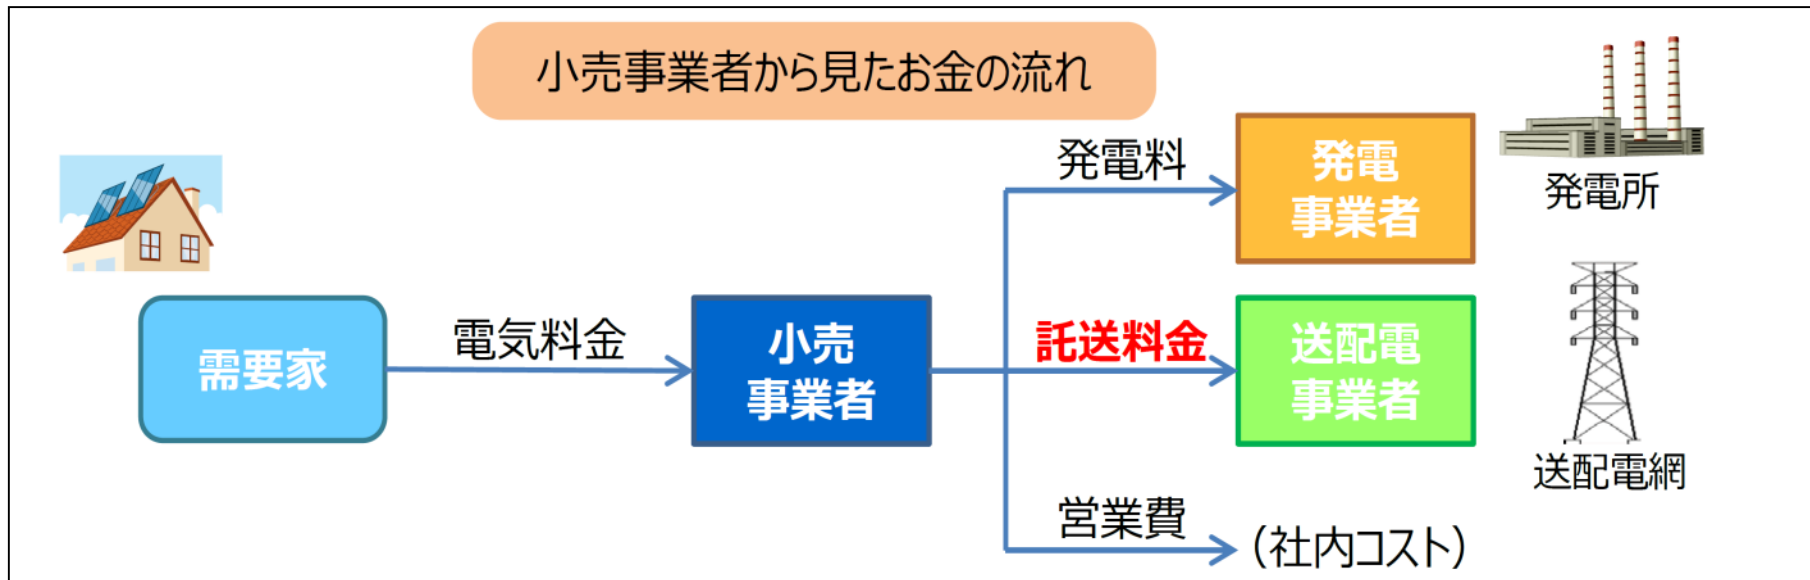 小売事業者から見たお金の流れ
発電料
発電
事業者
発電所
需要家
電気料金
小売
事業者
託送料金
送配電
事業者
送配電網
営業費
（社内コスト）